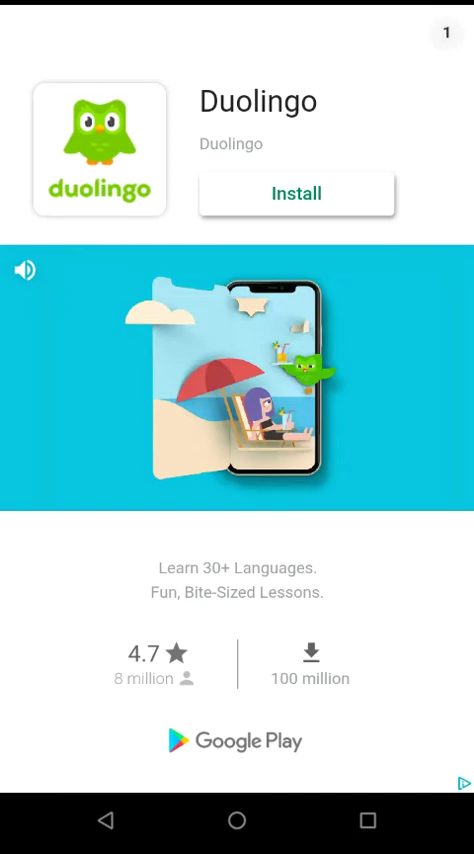 1
Duolingo
duolingo
Duolingo
Install
Learn 30+ Languages.
Fun, Bite-Sized Lessons.
4.7
8 million
100 million
Google Play